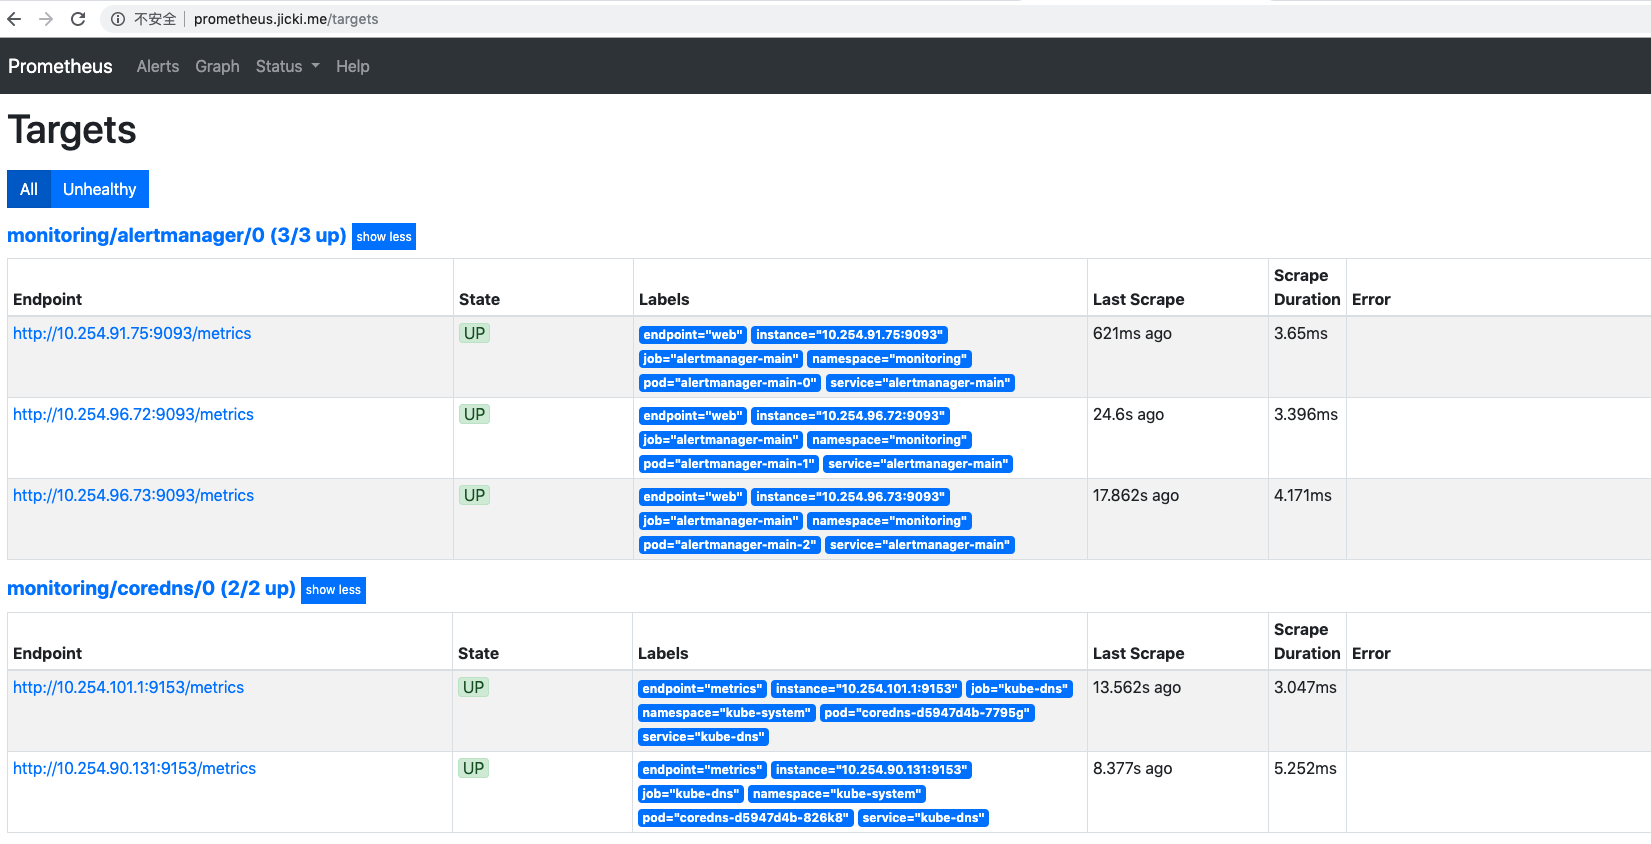 不安全 prometheus.jicki.me/targets
Prometheus Alerts Graph Status Help
Targets
All Unhealthy
monitoring/alertmanager/0 (3/3 up) show less
Endpoint State Labels Last Scrape Scrape Duration Error
http://10.254.91.75:9093/metrics UP endpoint="web" instance="10.254.91.75:9093" 621ms ago 3.65ms
job="alertmanager-main" namespace="monitoring"
pod="alertmanager-main-0" service="alertmanager-main"
http://10.254.96.72:9093/metrics UP endpoint="web" instance="10.254.96.72:9093" 24.6s ago 3.396ms
job="alertmanager-main" namespace="monitoring"
pod="alertmanager-main-1" service="alertmanager-main"
http://10.254.96.73:9093/metrics UP endpoint="web" instance="10.254.96.73:9093" 17.862s ago 4.171ms
job="alertmanager-main" namespace="monitoring"
pod="alertmanager-main-2" service="alertmanager-main"
monitoring/coredns/0 (2/2 up) show less
Endpoint State Labels Last Scrape Scrape Duration Error
http://10.254.101.1:9153/metrics UP endpoint="metrics" instance="10.254.101.1:9153" job="kube-dns" 13.562s ago 3.047ms
namespace="kube-system" pod="coredns-d5947d4b-7795g"
service="kube-dns"
http://10.254.90.131:9153/metrics UP endpoint="metrics" instance="10.254.90.131:9153" 8.377s ago 5.252ms
job="kube-dns" namespace="kube-system"
pod="coredns-d5947d4b-826k8" service="kube-dns"